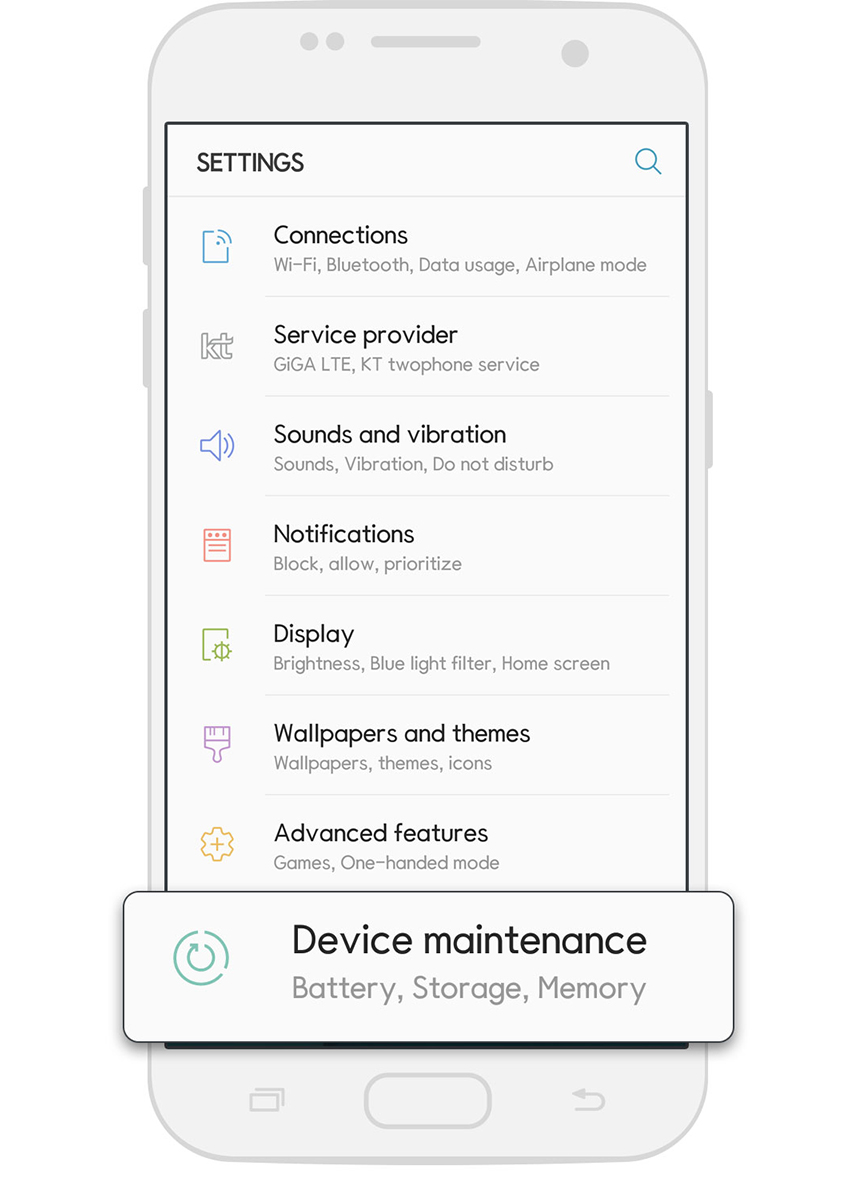 SETTINGS
Connections
Wi-Fi, Bluetooth, Data usage, Airplane mode
kt
Service provider
GiGA LTE, KT twophone service
Sounds and vibration
Sounds, Vibration, Do not disturb
Notifications
Block, allow, prioritize
Display
Brightness, Blue light filter, Home screen
Wallpapers and themes
Wallpapers, themes, icons
Advanced features
Games, One-handed mode
Device maintenance
Battery, Storage, Memory